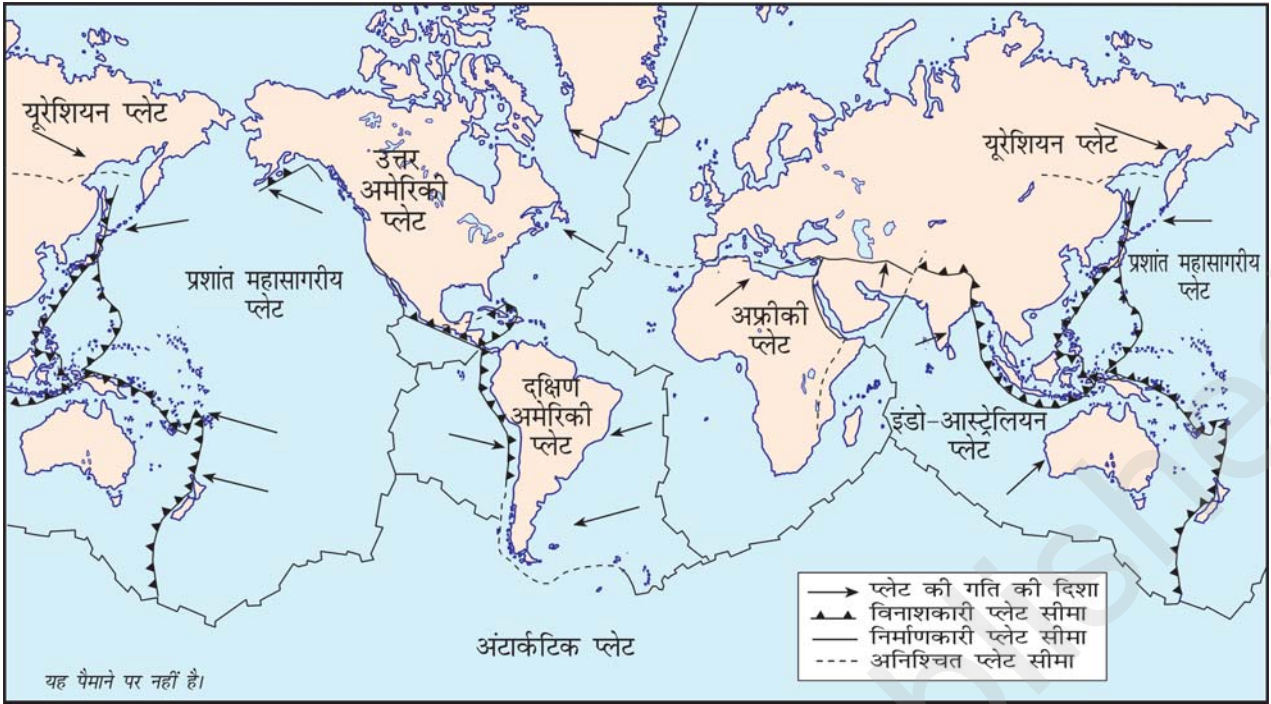 यूरेशियन प्लेट
प्रशांत महासागरीय
प्लेट
उत्तर
अमेरिकी
प्लेट
दक्षिण
अमेरिकी
प्लेट
अफ्रीकी
प्लेट
यूरेशियन प्लेट
प्रशांत महासागरीय
प्लेट
इंडो-आस्ट्रेलियन
प्लेट
अंटार्कटिक प्लेट
प्लेट की गति की दिशा
विनाशकारी प्लेट सीमा
निर्माणकारी प्लेट सीमा
अनिश्चित प्लेट सीमा
यह पैमाने पर नहीं है।